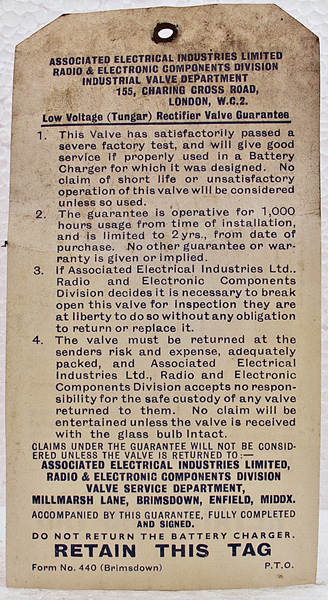 ASSOCIATED ELECTRICAL INDUSTRIES LIMITED
RADIO & ELECTRONIC COMPONENTS DIVISION
INDUSTRIAL VALVE DEPARTMENT
155, CHARING CROSS ROAD,
LONDON, W.C.2.
Low Voltage (Tungar) Rectifier Valve Guarantee
1. This Valve has satisfactorily passed a
severe factory test, and will give good
service if properly used in a Battery
Charger for which it was designed. No
claim of short life or unsatisfactory
operation of this valve will be considered
unless so used.
2. The guarantee is operative for 1,000
hours usage from time of installation,
and is limited to 2 yrs., from date of
purchase. No other guarantee or war-
ranty is given or implied.
3. If Associated Electrical Industries Ltd.,
Radio and Electronic Components
Division decides it is necessary to break
open this valve for inspection they are
at liberty to do so without any obligation
to return or replace it.
4. The valve must be returned at the
senders risk and expense, adequately
packed, and Associated Electrical
Industries Ltd., Radio and Electronic
Components Division accepts no respon-
sibility for the safe custody of any valve
returned to them. No claim will be
entertained unless the valve is received
with the glass bulb intact.
CLAIMS UNDER THE GUARANTEE WILL NOT BE CONSID-
ERED UNLESS THE VALVE IS RETURNED TO:—
ASSOCIATED ELECTRICAL INDUSTRIES LIMITED,
RADIO & ELECTRONIC COMPONENTS DIVISION
VALVE SERVICE DEPARTMENT,
MILLMARSH LANE, BRIMSDOWN, ENFIELD, MIDDX.
ACCOMPANIED BY THIS GUARANTEE, FULLY COMPLETED
AND SIGNED.
DO NOT RETURN THE BATTERY CHARGER.
RETAIN THIS TAG
Form No. 440 (Brimsdown) P.T.O.